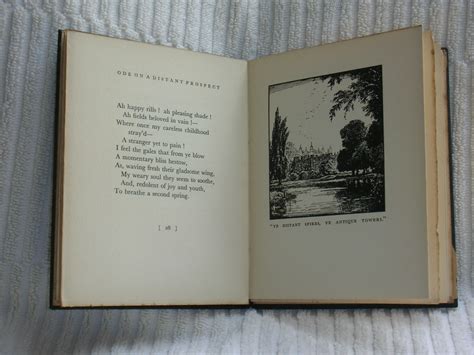 ODE ON A DISTANT PROSPECT
Ah happy rills ! ah pleasing shade !
Ah fields beloved in vain !—
Where once my careless childhood
stray'd—
A stranger yet to pain !
I feel the gales that from ye blow
A momentary bliss bestow,
As, waving fresh their gladsome wing,
My weary soul they seem to soothe,
And, redolent of joy and youth,
To breathe a second spring.
[ 28 ]
"YE DISTANT SPIRES, YE ANTIQUE TOWERS."